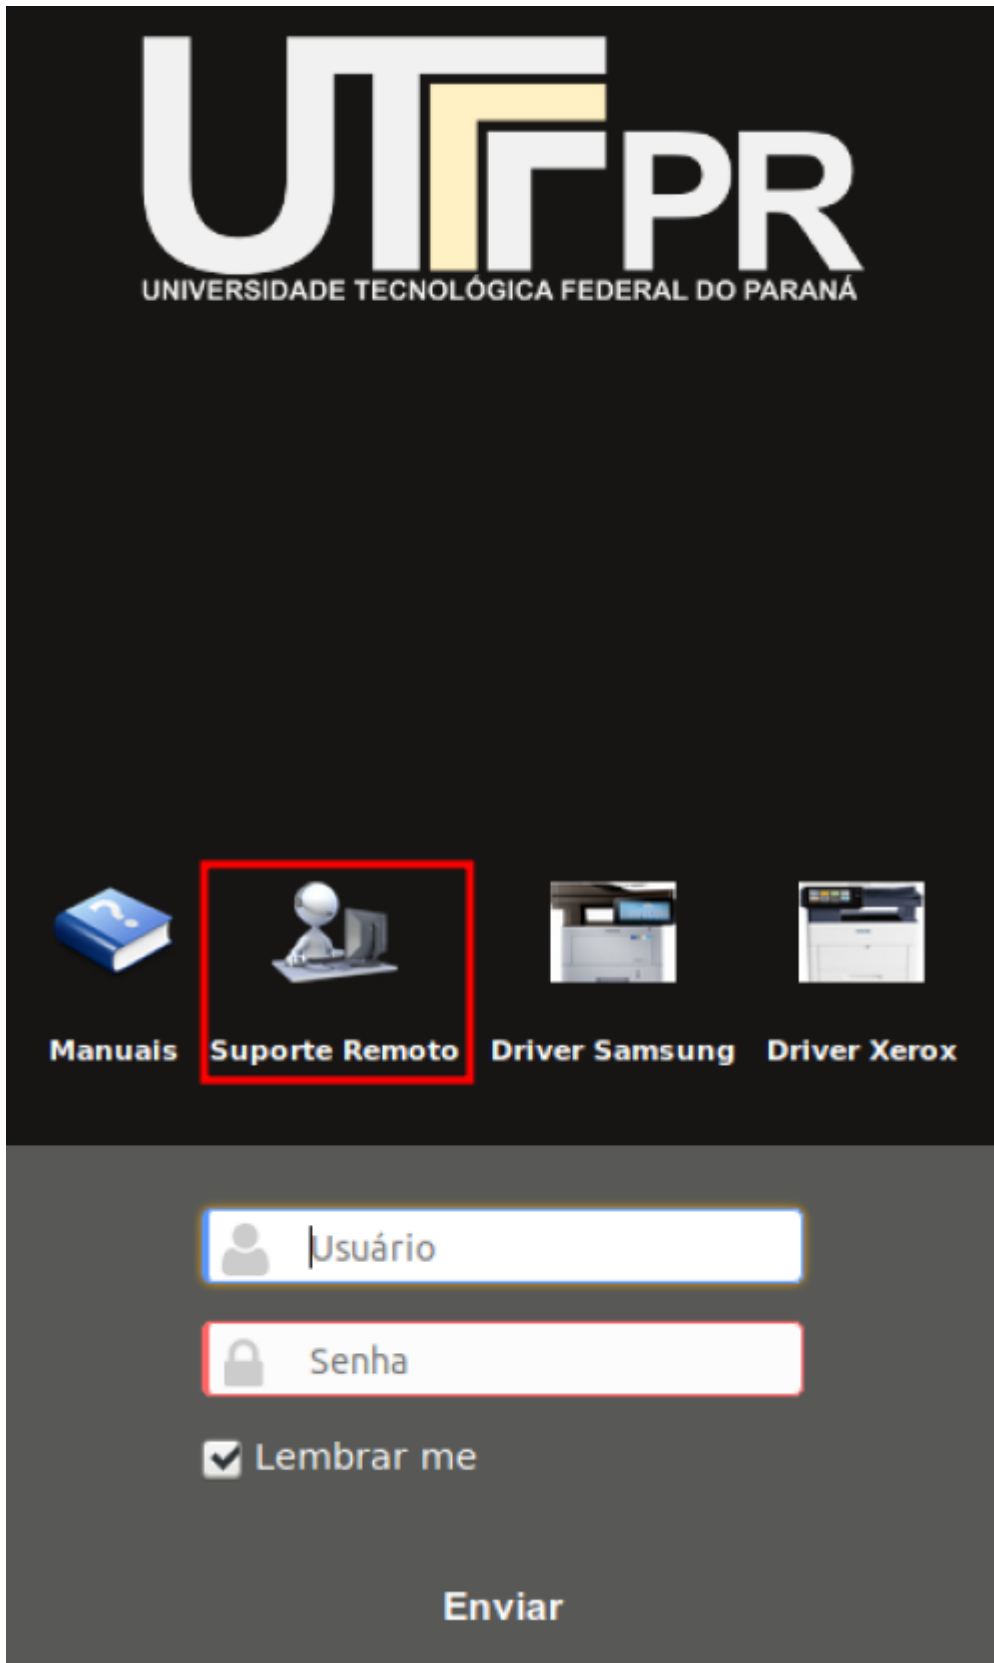 UTFPR
UNIVERSIDADE TECNOLÓGICA FEDERAL DO PARANÁ
Manuais
Suporte Remoto
Driver Samsung
Driver Xerox
Usuário
Senha
Lembrar me
Enviar